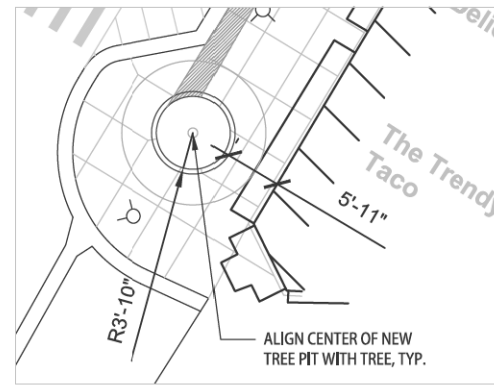 The Trendy
Taco
5'-11"
R3'-10"
ALIGN CENTER OF NEW
TREE PIT WITH TREE, TYP.